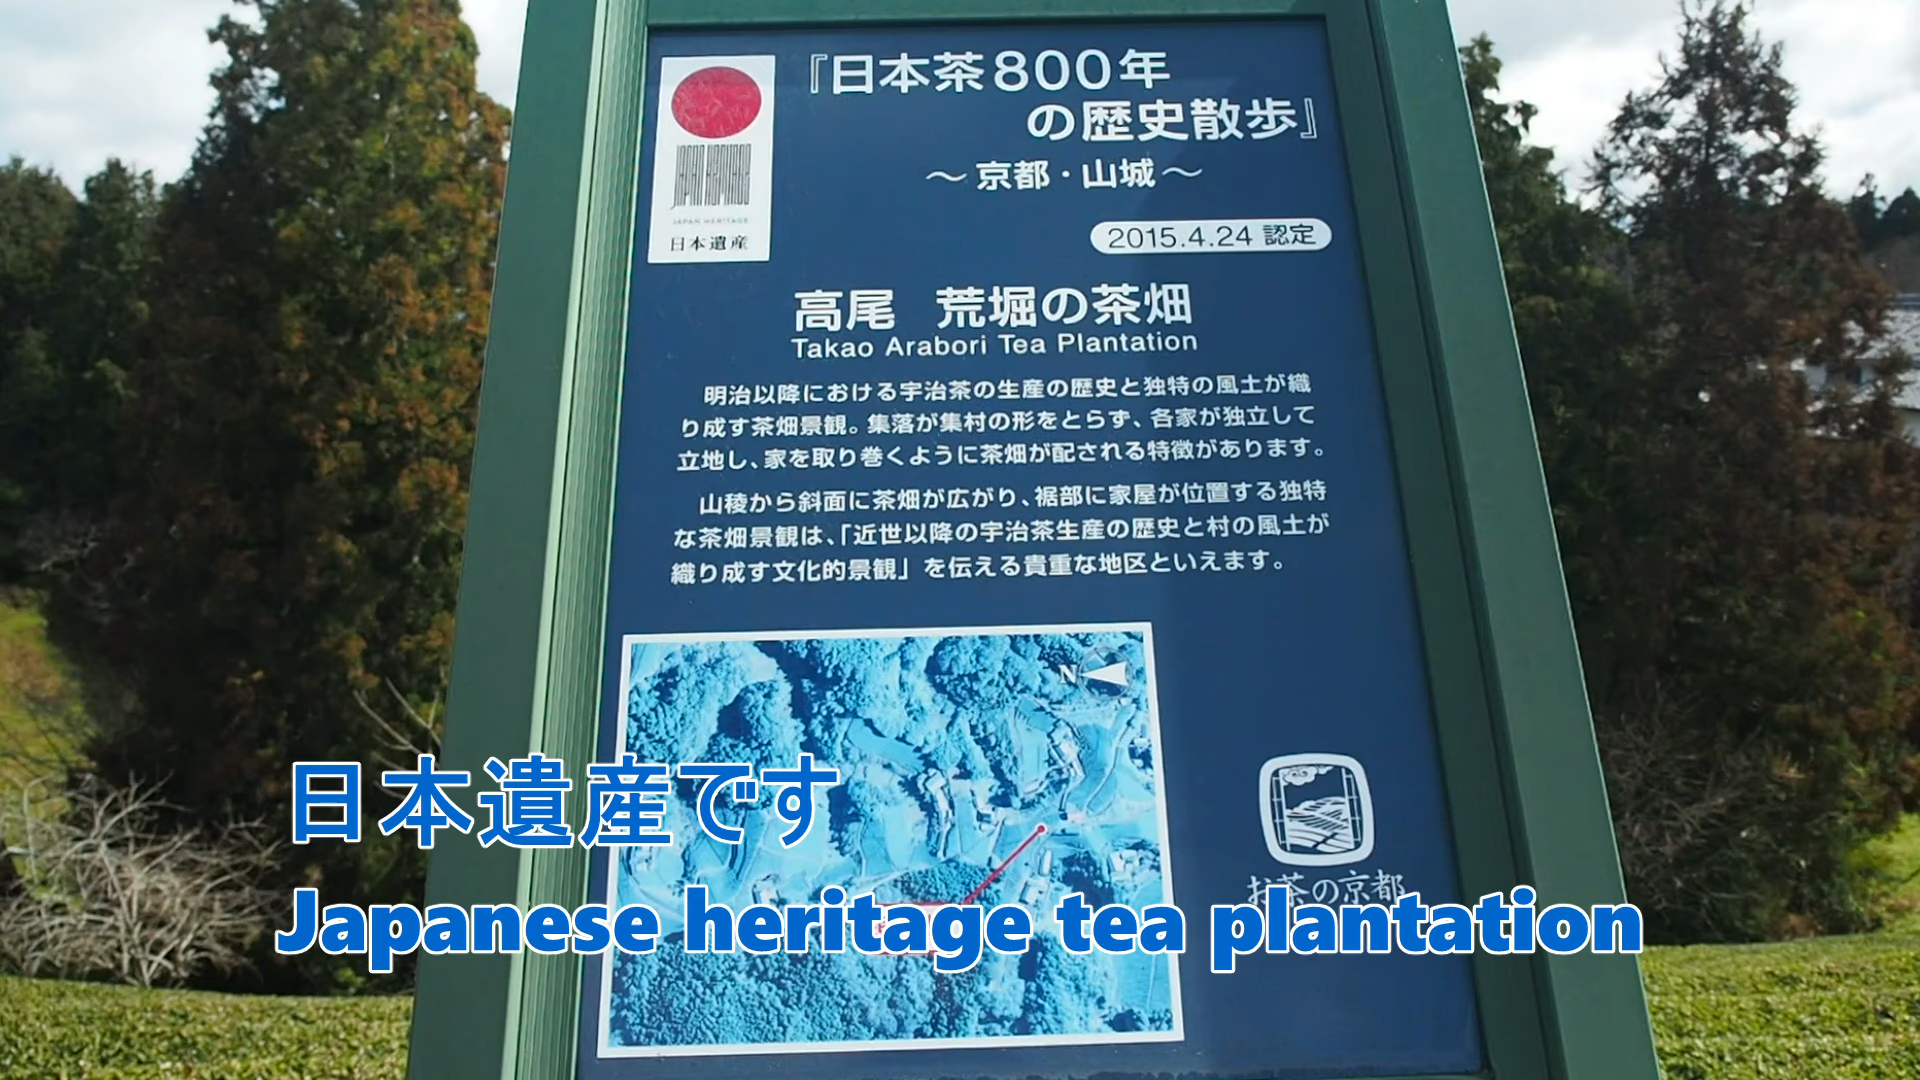 『日本茶800年
の歴史散歩』
～京都・山城～
JAPAN HERITAGE
日本遺産
2015.4.24 認定
高尾 荒堀の茶畑
Takao Arabori Tea Plantation
明治以降における宇治茶の生産の歴史と独特の風土が織
り成す茶畑景観。集落が集村の形をとらず、各家が独立して
立地し、家を取り巻くように茶畑が配される特徴があります。
山稜から斜面に茶畑が広がり、裾部に家屋が位置する独特
な茶畑景観は、「近世以降の宇治茶生産の歴史と村の風土が
織り成す文化的景観」を伝える貴重な地区といえます。
N
お茶の京都
日本遺産です
Japanese heritage tea plantation